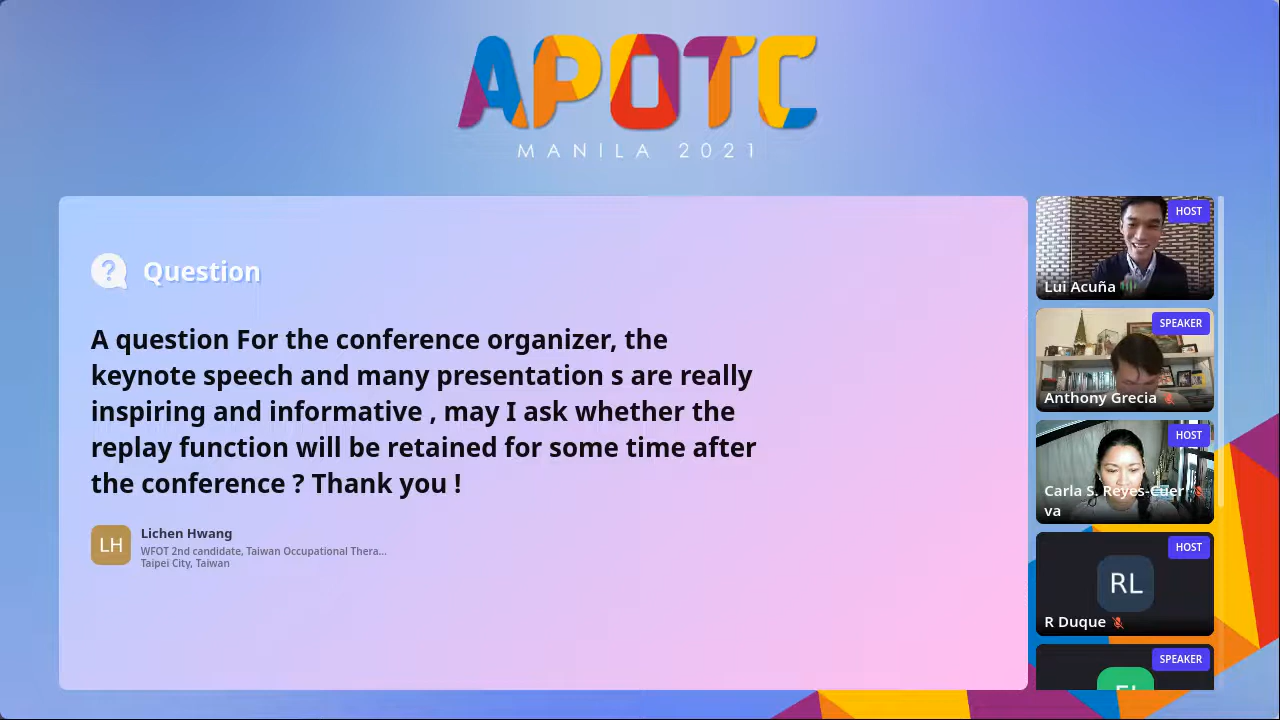 APOTC
MANILA 2021
Question
A question For the conference organizer, the
keynote speech and many presentation s are really
inspiring and informative , may I ask whether the
replay function will be retained for some time after
the conference ? Thank you !
LH
Lichen Hwang
WFOT 2nd candidate, Taiwan Occupational Thera...
Taipei City, Taiwan
HOST
Lui Acuña
SPEAKER
Anthony Grecia
HOST
Carla S. Reyes-Cuer
va
HOST
RL
R Duque
SPEAKER